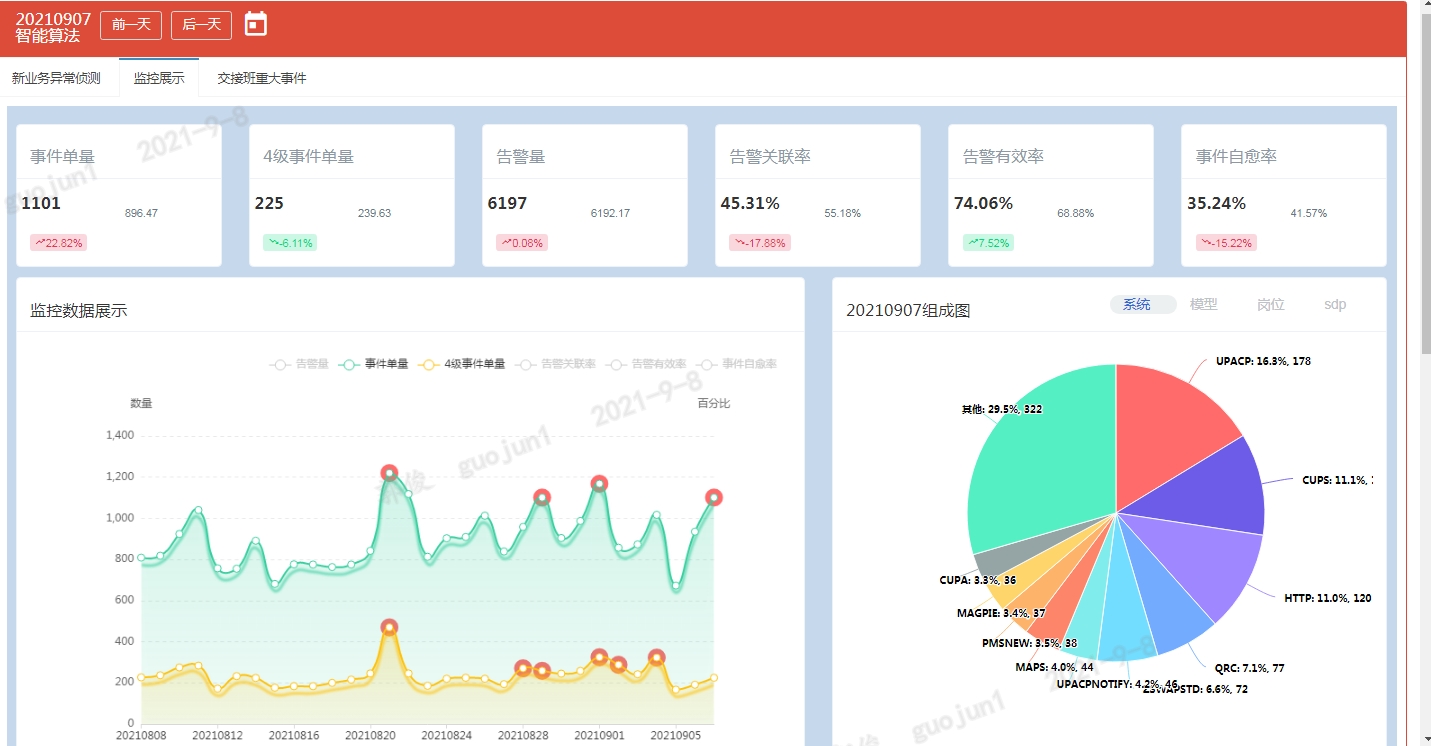 20210907
智能算法
前一天
后一天
新业务异常侦测
监控展示
交接班重大事件
事件单量
1101
896.47
22.82%
4级事件单量
225
239.63
-6.11%
告警量
6197
6192.17
0.08%
告警关联率
45.31%
55.18%
-17.88%
告警有效率
74.06%
68.88%
7.52%
事件自愈率
35.24%
41.57%
-15.22%
监控数据展示
告警量
事件单量
4级事件单量
告警关联率
告警有效率
事件自愈率
数量
百分比
1,400
1,200
1,000
800
600
400
200
0
20210808
20210812
20210816
20210820
20210824
20210828
20210901
20210905
20210907组成图
系统
模型
岗位
sdp
UPACP: 16.3%, 178
其他: 29.5%, 322
CUPS: 11.1%,
CUPA: 3.3%, 36
HTTP: 11.0%, 120
MAGPIE: 3.4%, 37
PMSNEW: 3.5%, 38
MAPS: 4.0%, 44
QRC: 7.1%, 77
UPACPNOTIFY: 4.2%, 46
ZSWAPSTD: 6.6%, 72
guojun1
2021-9-8
guojun1
2021-9-8
guojun1
2021-9-8